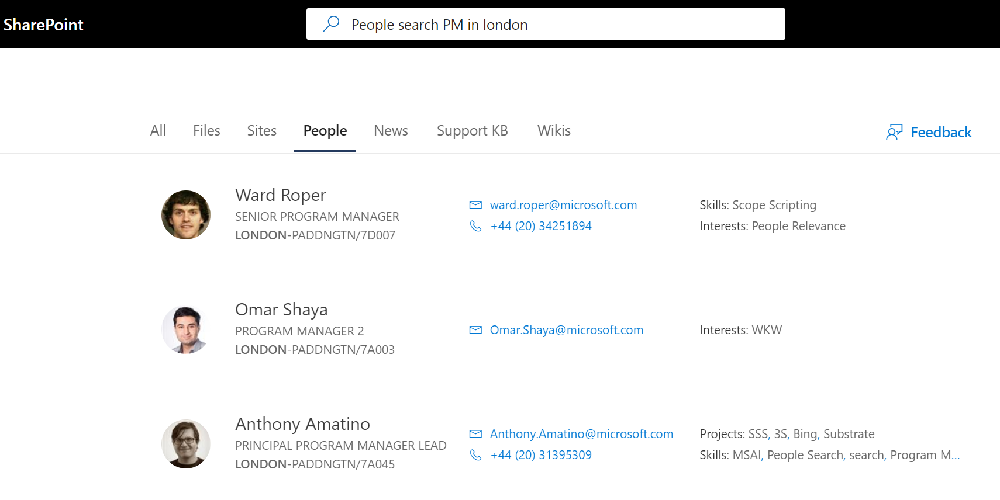 SharePoint
People search PM in london
All Files Sites People News Support KB Wikis
Feedback
Ward Roper
SENIOR PROGRAM MANAGER
LONDON-PADDNGTN/7D007
ward.roper@microsoft.com
+44 (20) 34251894
Skills: Scope Scripting
Interests: People Relevance
Omar Shaya
PROGRAM MANAGER 2
LONDON-PADDNGTN/7A003
Omar.Shaya@microsoft.com
Interests: WKW
Anthony Amatino
PRINCIPAL PROGRAM MANAGER LEAD
LONDON-PADDNGTN/7A045
Anthony.Amatino@microsoft.com
+44 (20) 31395309
Projects: SSS, 3S, Bing, Substrate
Skills: MSAI, People Search, search, Program M...